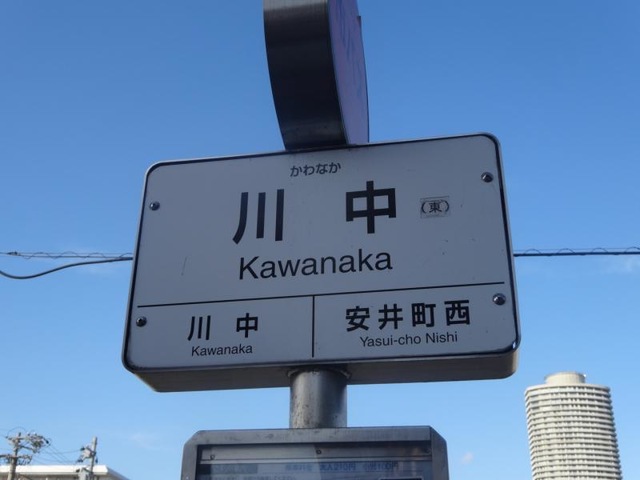 かわなか
川中 (東)
Kawanaka
川中
Kawanaka
安井町西
Yasui-cho Nishi